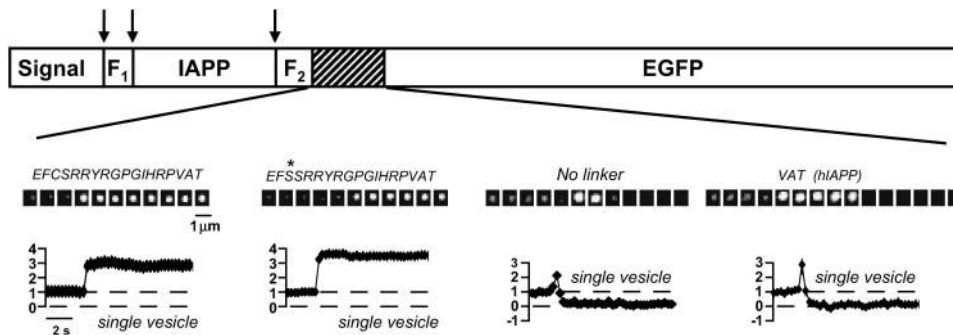 Signal F₁ IAPP F₂ EGFP
*
EFCSRRYRGPGIHRPVAT EFSSRRYRGPGIHRPVAT No linker VAT (hIAPP)
1μm
4 4 3 3
3 3 2 single vesicle 2 single vesicle
2 2 1 1
1 1 0 0
0 0 -1 -1
2 s single vesicle single vesicle